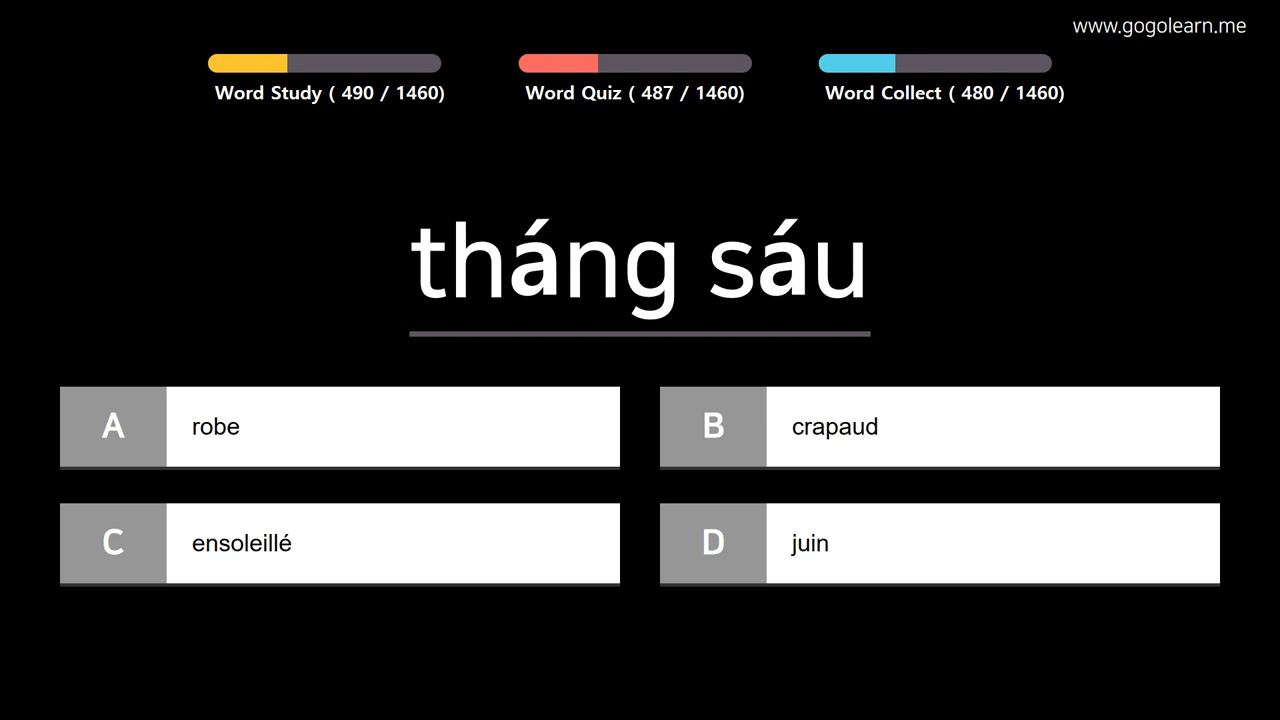 www.gogolearn.me
Word Study ( 490 / 1460)
Word Quiz ( 487 / 1460)
Word Collect ( 480 / 1460)
tháng sáu
A robe
B crapaud
C ensoleillé
D juin